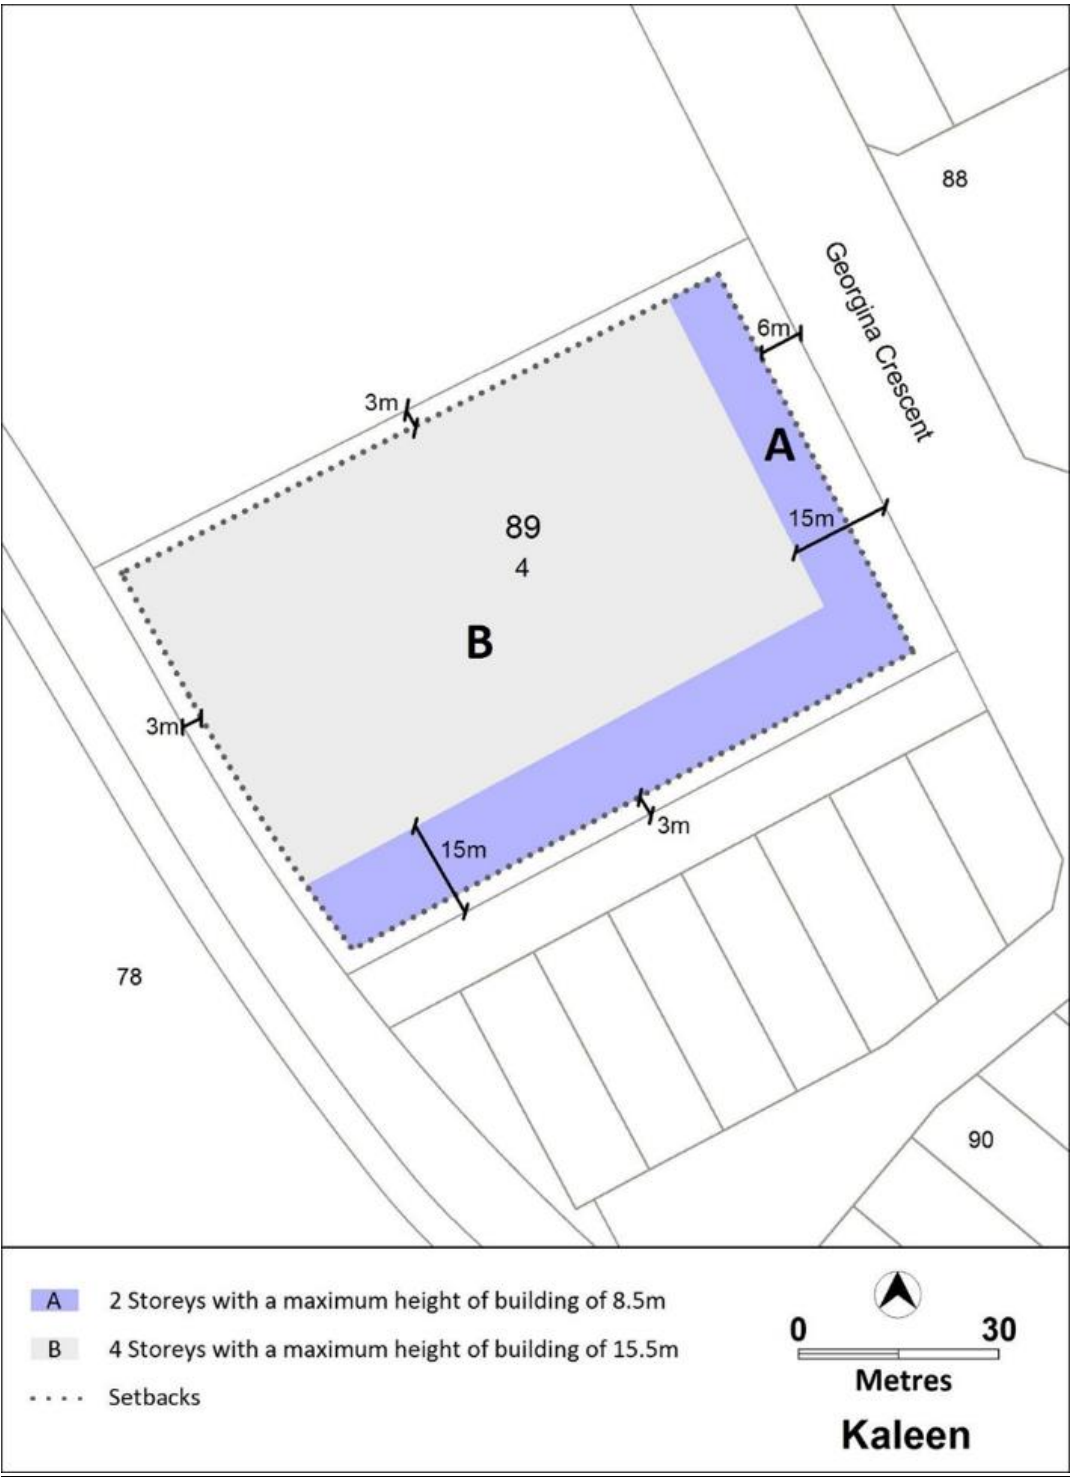 88
Georgina Crescent
6m
3m
A
15m
89
4
B
3m
3m
15m
78
90
A 2 Storeys with a maximum height of building of 8.5m
B 4 Storeys with a maximum height of building of 15.5m
Setbacks
0 30
Metres
Kaleen